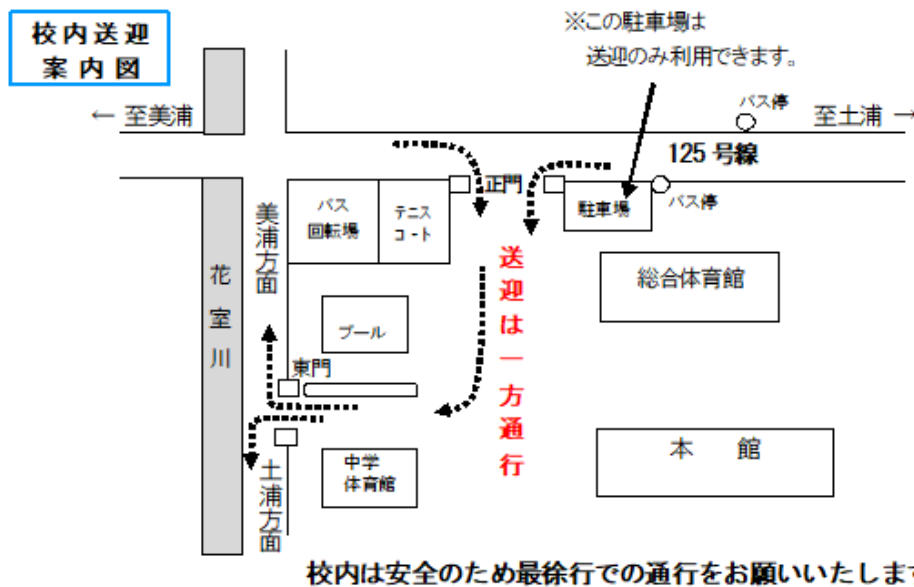 校内送迎
案内図
※この駐車場は
送迎のみ利用できます。
← 至美浦
バス停
至土浦 →
125号線
正門
バス
回転場
テニス
コート
駐車場
バス停
美浦方面
花室川
送迎は一方通行
総合体育館
プール
東門
本　館
中学
体育館
土浦方面
校内は安全のため最徐行での通行をお願いいたします